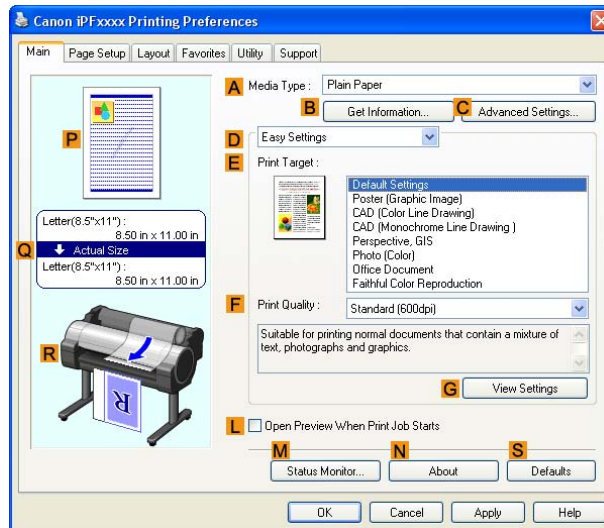 Canon iPFxxxx Printing Preferences
Main Page Setup Layout Favorites Utility Support
A Media Type : Plain Paper
B Get Information... C Advanced Settings...
D Easy Settings
E Print Target :
Default Settings
Poster (Graphic Image)
CAD (Color Line Drawing)
CAD (Monochrome Line Drawing )
Perspective, GIS
Photo (Color)
Office Document
Faithful Color Reproduction
P
Letter(8.5"x11") :
8.50 in x 11.00 in
Q Actual Size
Letter(8.5"x11") :
8.50 in x 11.00 in
R
R
F Print Quality : Standard (600dpi)
Suitable for printing normal documents that contain a mixture of
text, photographs and graphics.
G View Settings
L Open Preview When Print Job Starts
M N S
Status Monitor... About Defaults
OK Cancel Apply Help